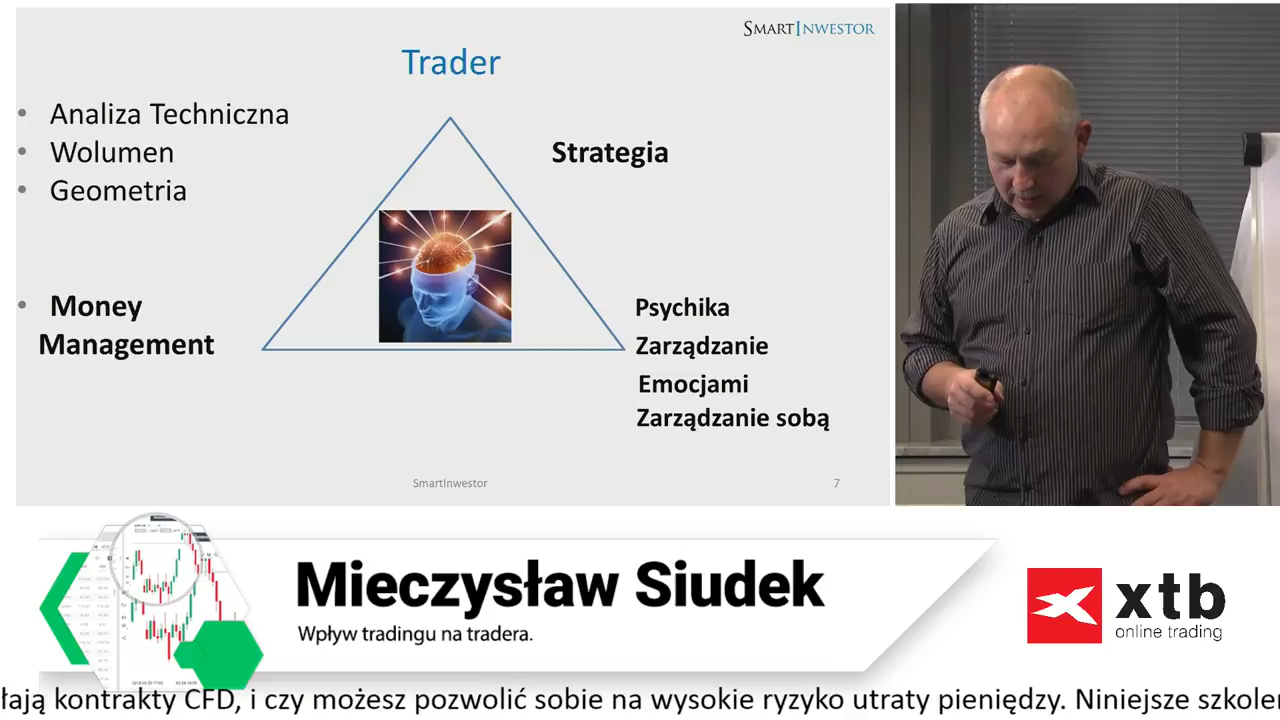 SMARTINWESTOR
Trader
• Analiza Techniczna
• Wolumen
• Geometria
Strategia
• Money
Management
Psychika
Zarządzanie
Emocjami
Zarządzanie sobą
SmartInwestor
7
Mieczysław Siudek
Wpływ tradingu na tradera.
xtb
online trading
łają kontrakty CFD, i czy możesz pozwolić sobie na wysokie ryzyko utraty pieniędzy. Niniejsze szkoler